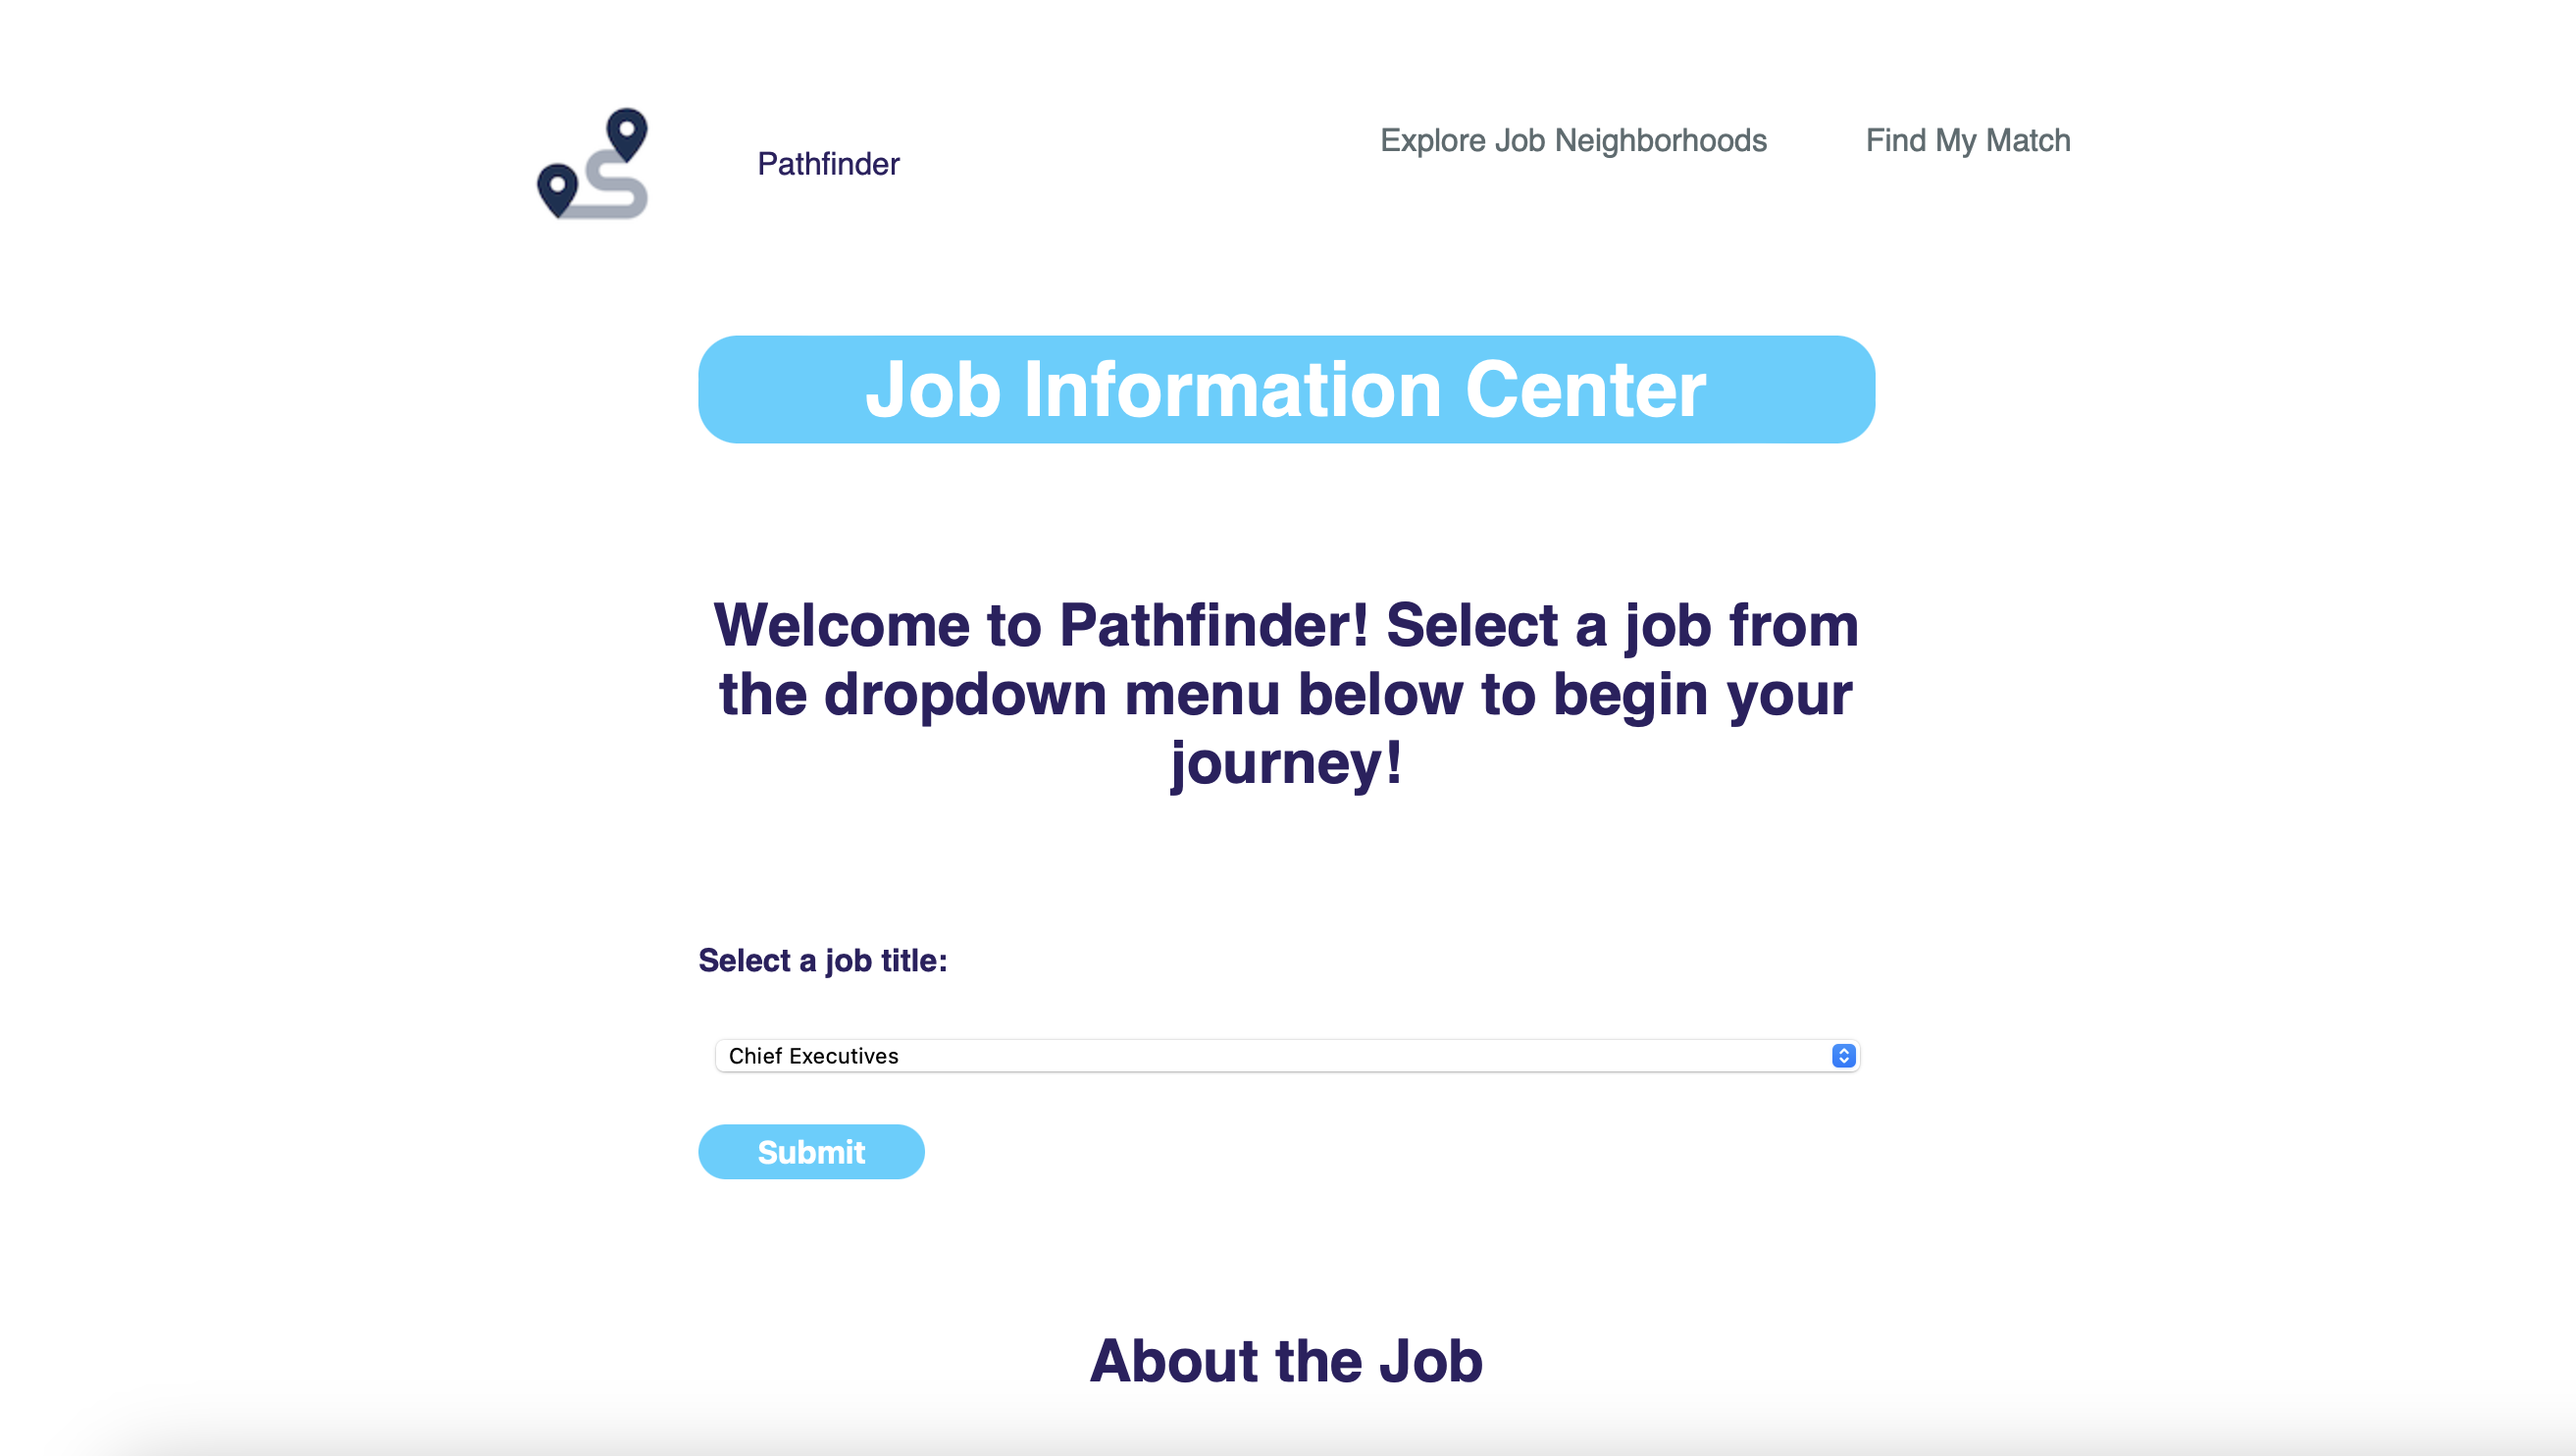 Pathfinder
Explore Job Neighborhoods
Find My Match
Job Information Center
Welcome to Pathfinder! Select a job from
the dropdown menu below to begin your
journey!
Select a job title:
Chief Executives
Submit
About the Job